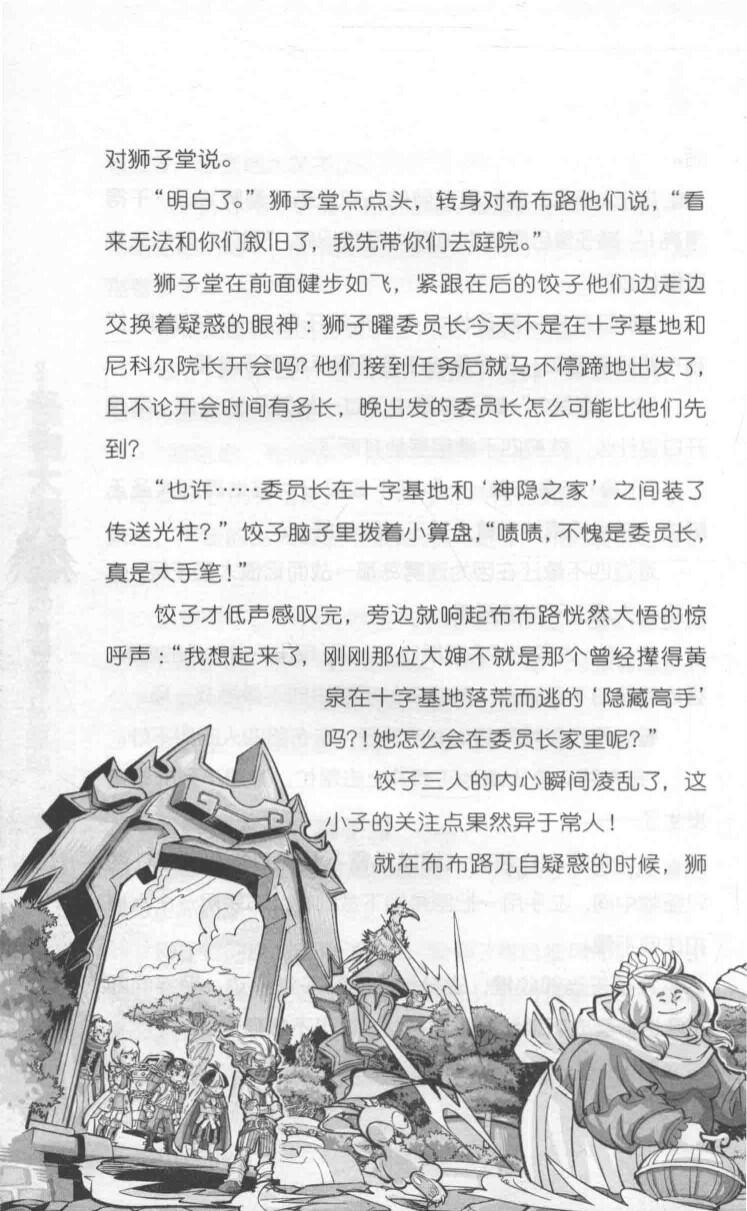 对狮子堂说。
“明白了。”狮子堂点点头，转身对布布路他们说，“看
来无法和你们叙旧了，我先带你们去庭院。”
狮子堂在前面健步如飞，紧跟在后的饺子他们边走边
交换着疑惑的眼神：狮子曜委员长今天不是在十字基地和
尼科尔院长开会吗？他们接到任务后就马不停蹄地出发了，
且不论开会时间有多长，晚出发的委员长怎么可能比他们先
到？
“也许……委员长在十字基地和‘神隐之家’之间装了
传送光柱？”饺子脑子里拨着小算盘，“啧啧，不愧是委员长，
真是大手笔！”
饺子才低声感叹完，旁边就响起布布路恍然大悟的惊
呼声：“我想起来了，刚刚那位大婶不就是那个曾经撵得黄
泉在十字基地落荒而逃的‘隐藏高手’
吗？她怎么会在委员长家里呢？”
饺子三人的内心瞬间凌乱了，这
小子的关注点果然异于常人！
就在布布路兀自疑惑的时候，狮